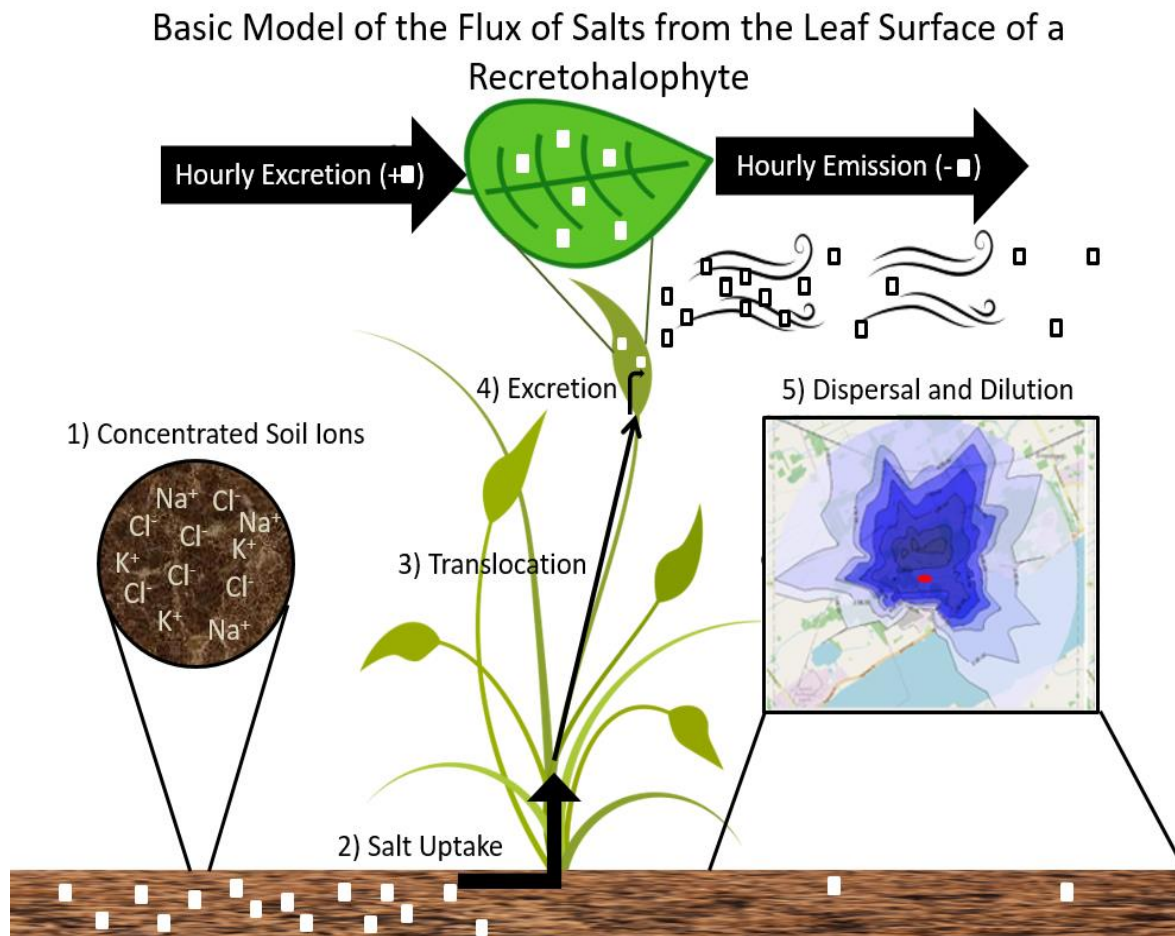 Basic Model of the Flux of Salts from the Leaf Surface of a
Recretohalophyte
Hourly Excretion (+ )
Hourly Emission (- )
4) Excretion
5) Dispersal and Dilution
1) Concentrated Soil Ions
Na⁺ Cl⁻
Cl⁻ Cl⁻ Na⁺
K⁺ K⁺
Cl⁻ Cl⁻ Cl⁻
K⁺ Na⁺
3) Translocation
2) Salt Uptake